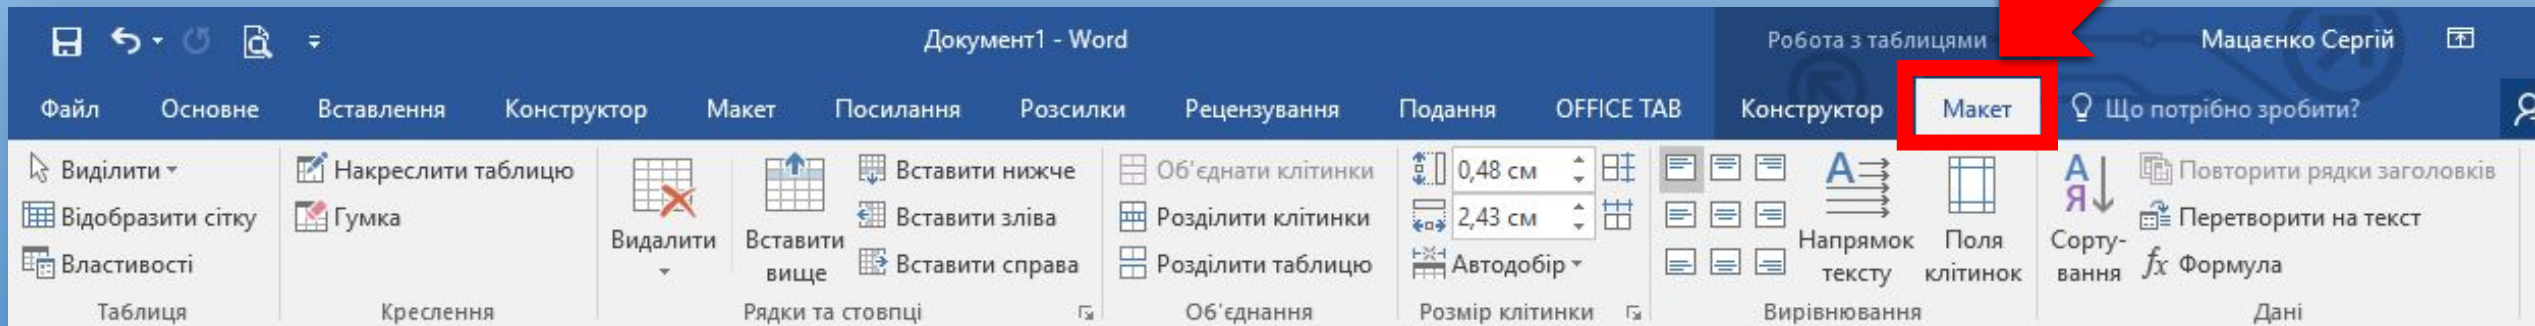 Документ1 - Word
Робота з таблицями
Мацаєнко Сергій
Файл Основне Вставлення Конструктор Макет Посилання Розсилки Рецензування Подання OFFICE TAB Конструктор Макет Що потрібно зробити?
Виділити
Відобразити сітку
Властивості
Таблиця
Накреслити таблицю
Гумка
Креслення
Видалити
Вставити
вище
Вставити нижче
Вставити зліва
Вставити справа
Рядки та стовпці
Об'єднати клітинки
Розділити клітинки
Розділити таблицю
Об'єднання
0,48 см
2,43 см
Автодобір
Розмір клітинки
Напрямок
тексту
Поля
клітинок
Вирівнювання
А
Я
Сорту-
вання
Повторити рядки заголовків
Перетворити на текст
fx Формула
Дані